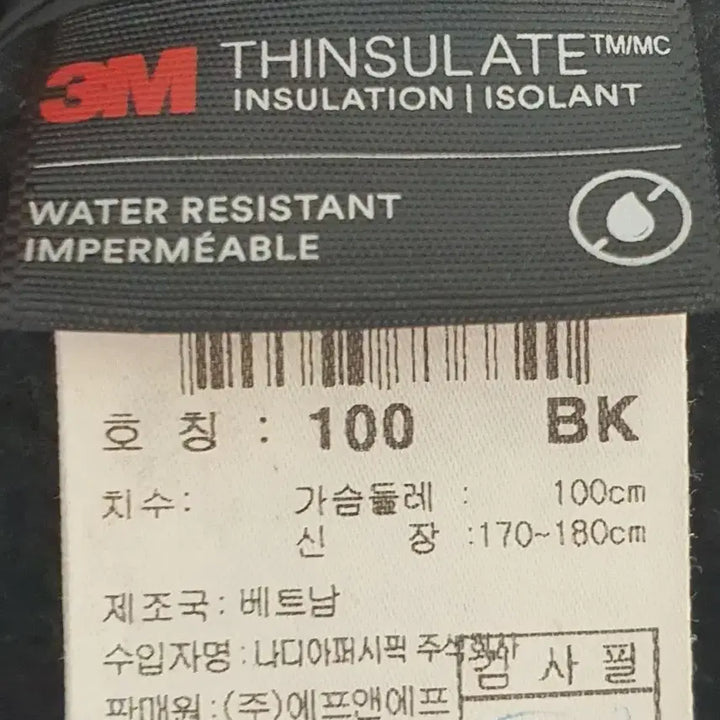 3M THINSULATE™/MC
INSULATION | ISOLANT
WATER RESISTANT
IMPERMÉABLE
호 칭 : 100 BK
치수: 가슴둘레 : 100cm
신 장 :170~180cm
제조국: 베트남
수입자명: 나디아퍼시픽 주식회사
검 사 필
판매원:(주)에프앤에프